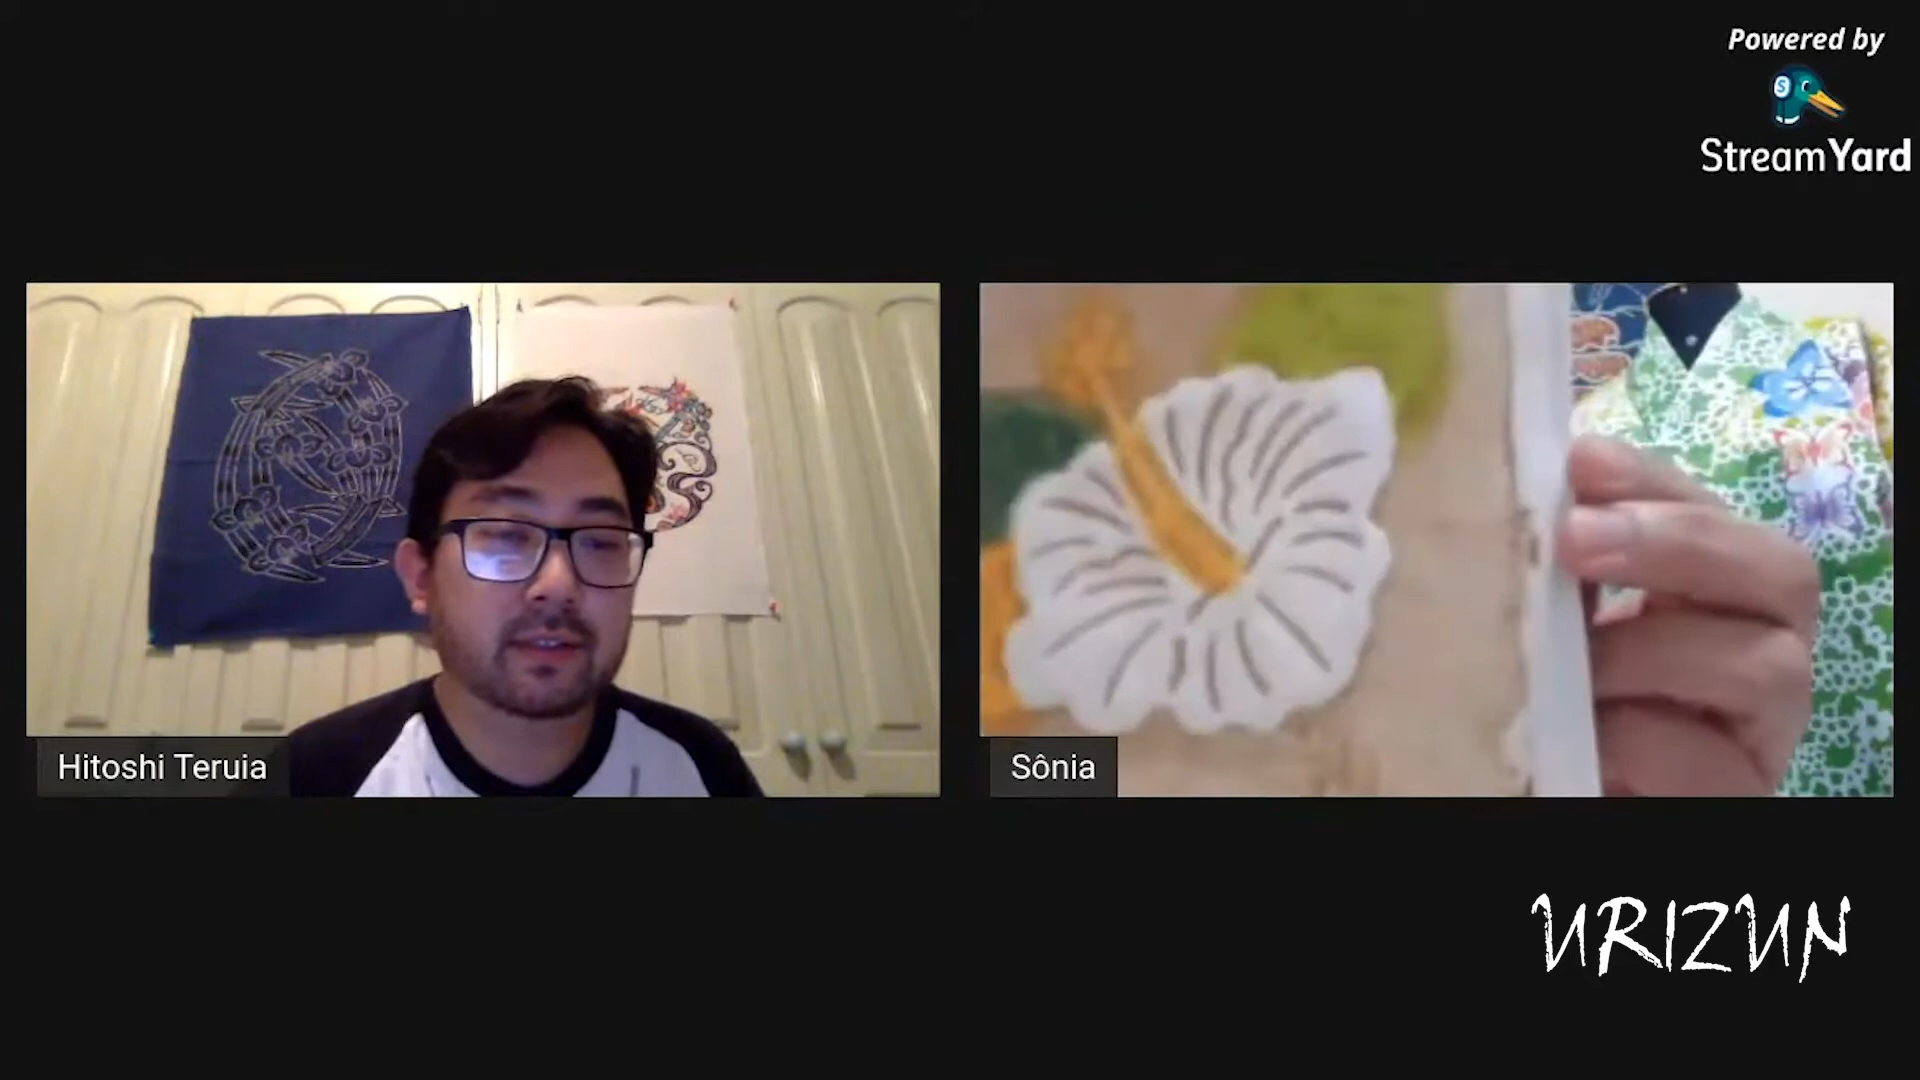 Powered by
S
StreamYard
Hitoshi Teruia
Sônia
URIZUN